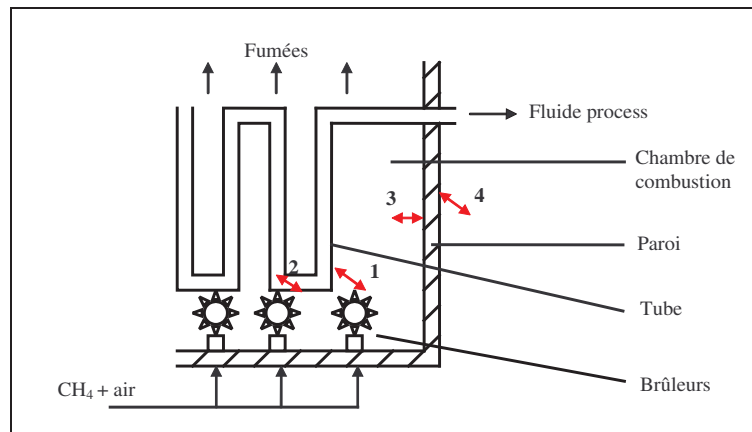 Fumées
Fluide process
Chambre de
combustion
3
4
Paroi
2
1
Tube
Brûleurs
CH₄ + air